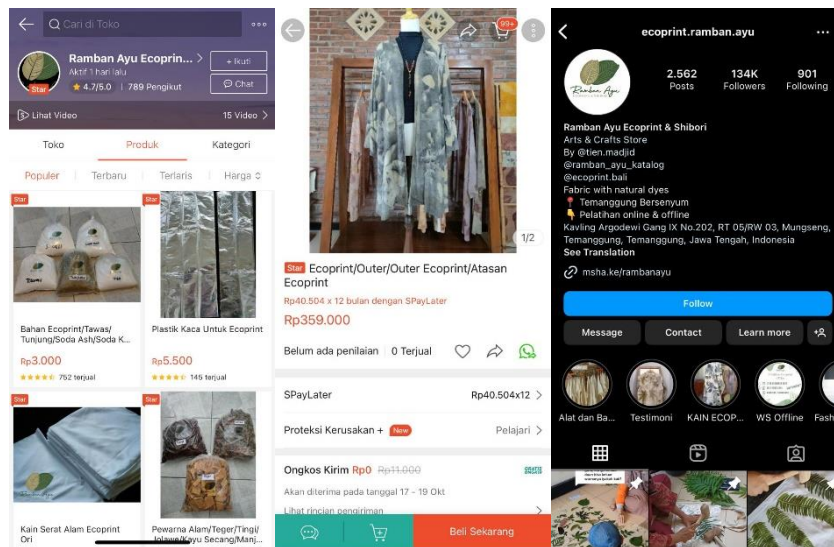 Cari di Toko
Ramban Ayu Ecoprin... >
Aktif 1 hari lalu
4.7/5.0 | 789 Pengikut
+ Ikuti
Chat
Star
Lihat Video
15 Video >
Toko
Produk
Kategori
Populer
Terbaru
Terlaris
Harga
Star
Star
Bahan Ecoprint/Tawas/
Tunjung/Soda Ash/Soda K...
Rp3.000
752 terjual
Plastik Kaca Untuk Ecoprint
Rp5.500
145 terjual
Star
Star
Kain Serat Alam Ecoprint
Ori
Pewarna Alam/Teger/Tingi/
Jolawe/Kayu Secang/Manj...
99+
1/2
Star Ecoprint/Outer/Outer Ecoprint/Atasan
Ecoprint
Rp40.504 x 12 bulan dengan SPayLater
Rp359.000
Belum ada penilaian
0 Terjual
SPayLater
Rp40.504x12 >
Proteksi Kerusakan + New
Pelajari >
Ongkos Kirim Rp0 Rp11.000
GRATIS ONGKIR
Akan diterima pada tanggal 17 - 19 Okt
Lihat rincian pengiriman
Beli Sekarang
ecoprint.ramban.ayu
Ramban Ayu
2.562
Posts
134K
Followers
901
Following
Ramban Ayu Ecoprint & Shibori
Arts & Crafts Store
By @tien.madjid
@ramban_ayu_katalog
@ecoprint.bali
Fabric with natural dyes
Temanggung Bersenyum
Pelatihan online & offline
Kavling Argodewi Gang IX No.202, RT 05/RW 03, Mungseng,
Temanggung, Temanggung, Jawa Tengah, Indonesia
See Translation
msha.ke/rambanayu
Follow
Message
Contact
Learn more
Alat dan Ba...
Testimoni
KAIN ECOP...
WS Offline
Fash